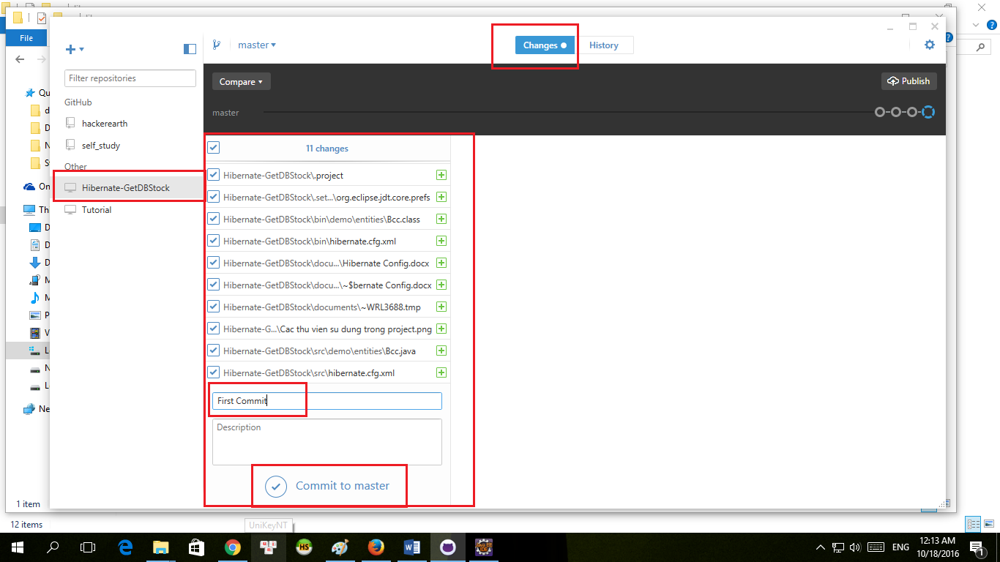 File
master
Changes
History
Filter repositories
Compare
Publish
GitHub
master
hackerearth
self_study
11 changes
Other
Hibernate-GetDBStock
Tutorial
Hibernate-GetDBStock\.project
Hibernate-GetDBStock\.set...\org.eclipse.jdt.core.prefs
Hibernate-GetDBStock\bin\demo\entities\Bcc.class
Hibernate-GetDBStock\bin\hibernate.cfg.xml
Hibernate-GetDBStock\docu...\Hibernate Config.docx
Hibernate-GetDBStock\docu...\~$bernate Config.docx
Hibernate-GetDBStock\documents\~WRL3688.tmp
Hibernate-G...\Cac thu vien su dung trong project.png
Hibernate-GetDBStock\src\demo\entities\Bcc.java
Hibernate-GetDBStock\src\hibernate.cfg.xml
First Commit
Description
Commit to master
Qu
d
D
N
S
On
Th
D
D
D
M
M
P
V
L
N
L
Ne
1 item
12 items
UniKeyNT
HS
ENG
12:13 AM
10/18/2016
1